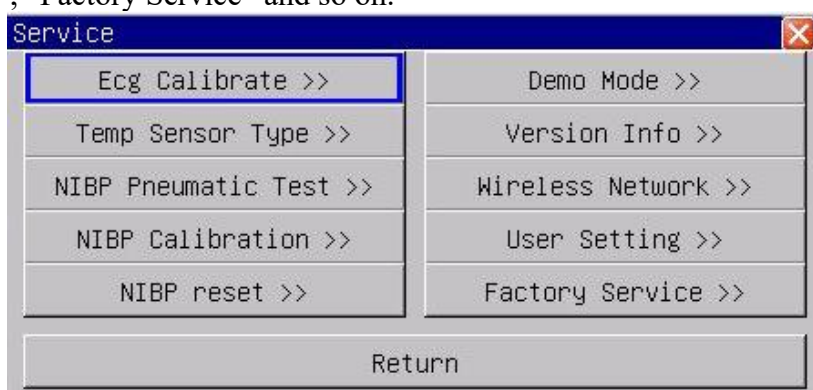 , "Factory Service" and so on.
Service
Ecg Calibrate >>
Temp Sensor Type >>
NIBP Pneumatic Test >>
NIBP Calibration >>
NIBP reset >>
Demo Mode >>
Version Info >>
Wireless Network >>
User Setting >>
Factory Service >>
Return